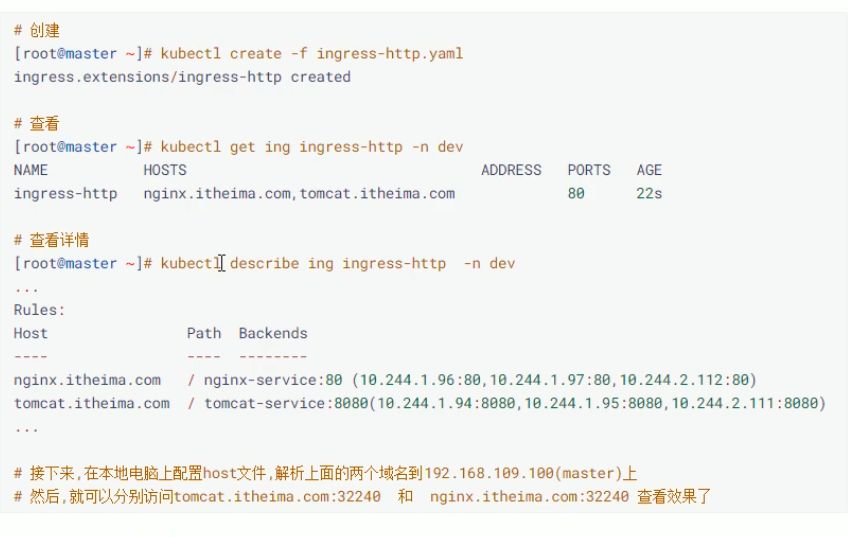 # 创建
[root@master ~]# kubectl create -f ingress-http.yaml
ingress.extensions/ingress-http created
# 查看
[root@master ~]# kubectl get ing ingress-http -n dev
NAME HOSTS ADDRESS PORTS AGE
ingress-http nginx.itheima.com,tomcat.itheima.com 80 22s
# 查看详情
[root@master ~]# kubectl describe ing ingress-http -n dev
...
Rules:
Host Path Backends
---- ---- --------
nginx.itheima.com / nginx-service:80 (10.244.1.96:80,10.244.1.97:80,10.244.2.112:80)
tomcat.itheima.com / tomcat-service:8080(10.244.1.94:8080,10.244.1.95:8080,10.244.2.111:8080)
...
# 接下来,在本地电脑上配置host文件,解析上面的两个域名到192.168.109.100(master)上
# 然后,就可以分别访问tomcat.itheima.com:32240 和 nginx.itheima.com:32240 查看效果了